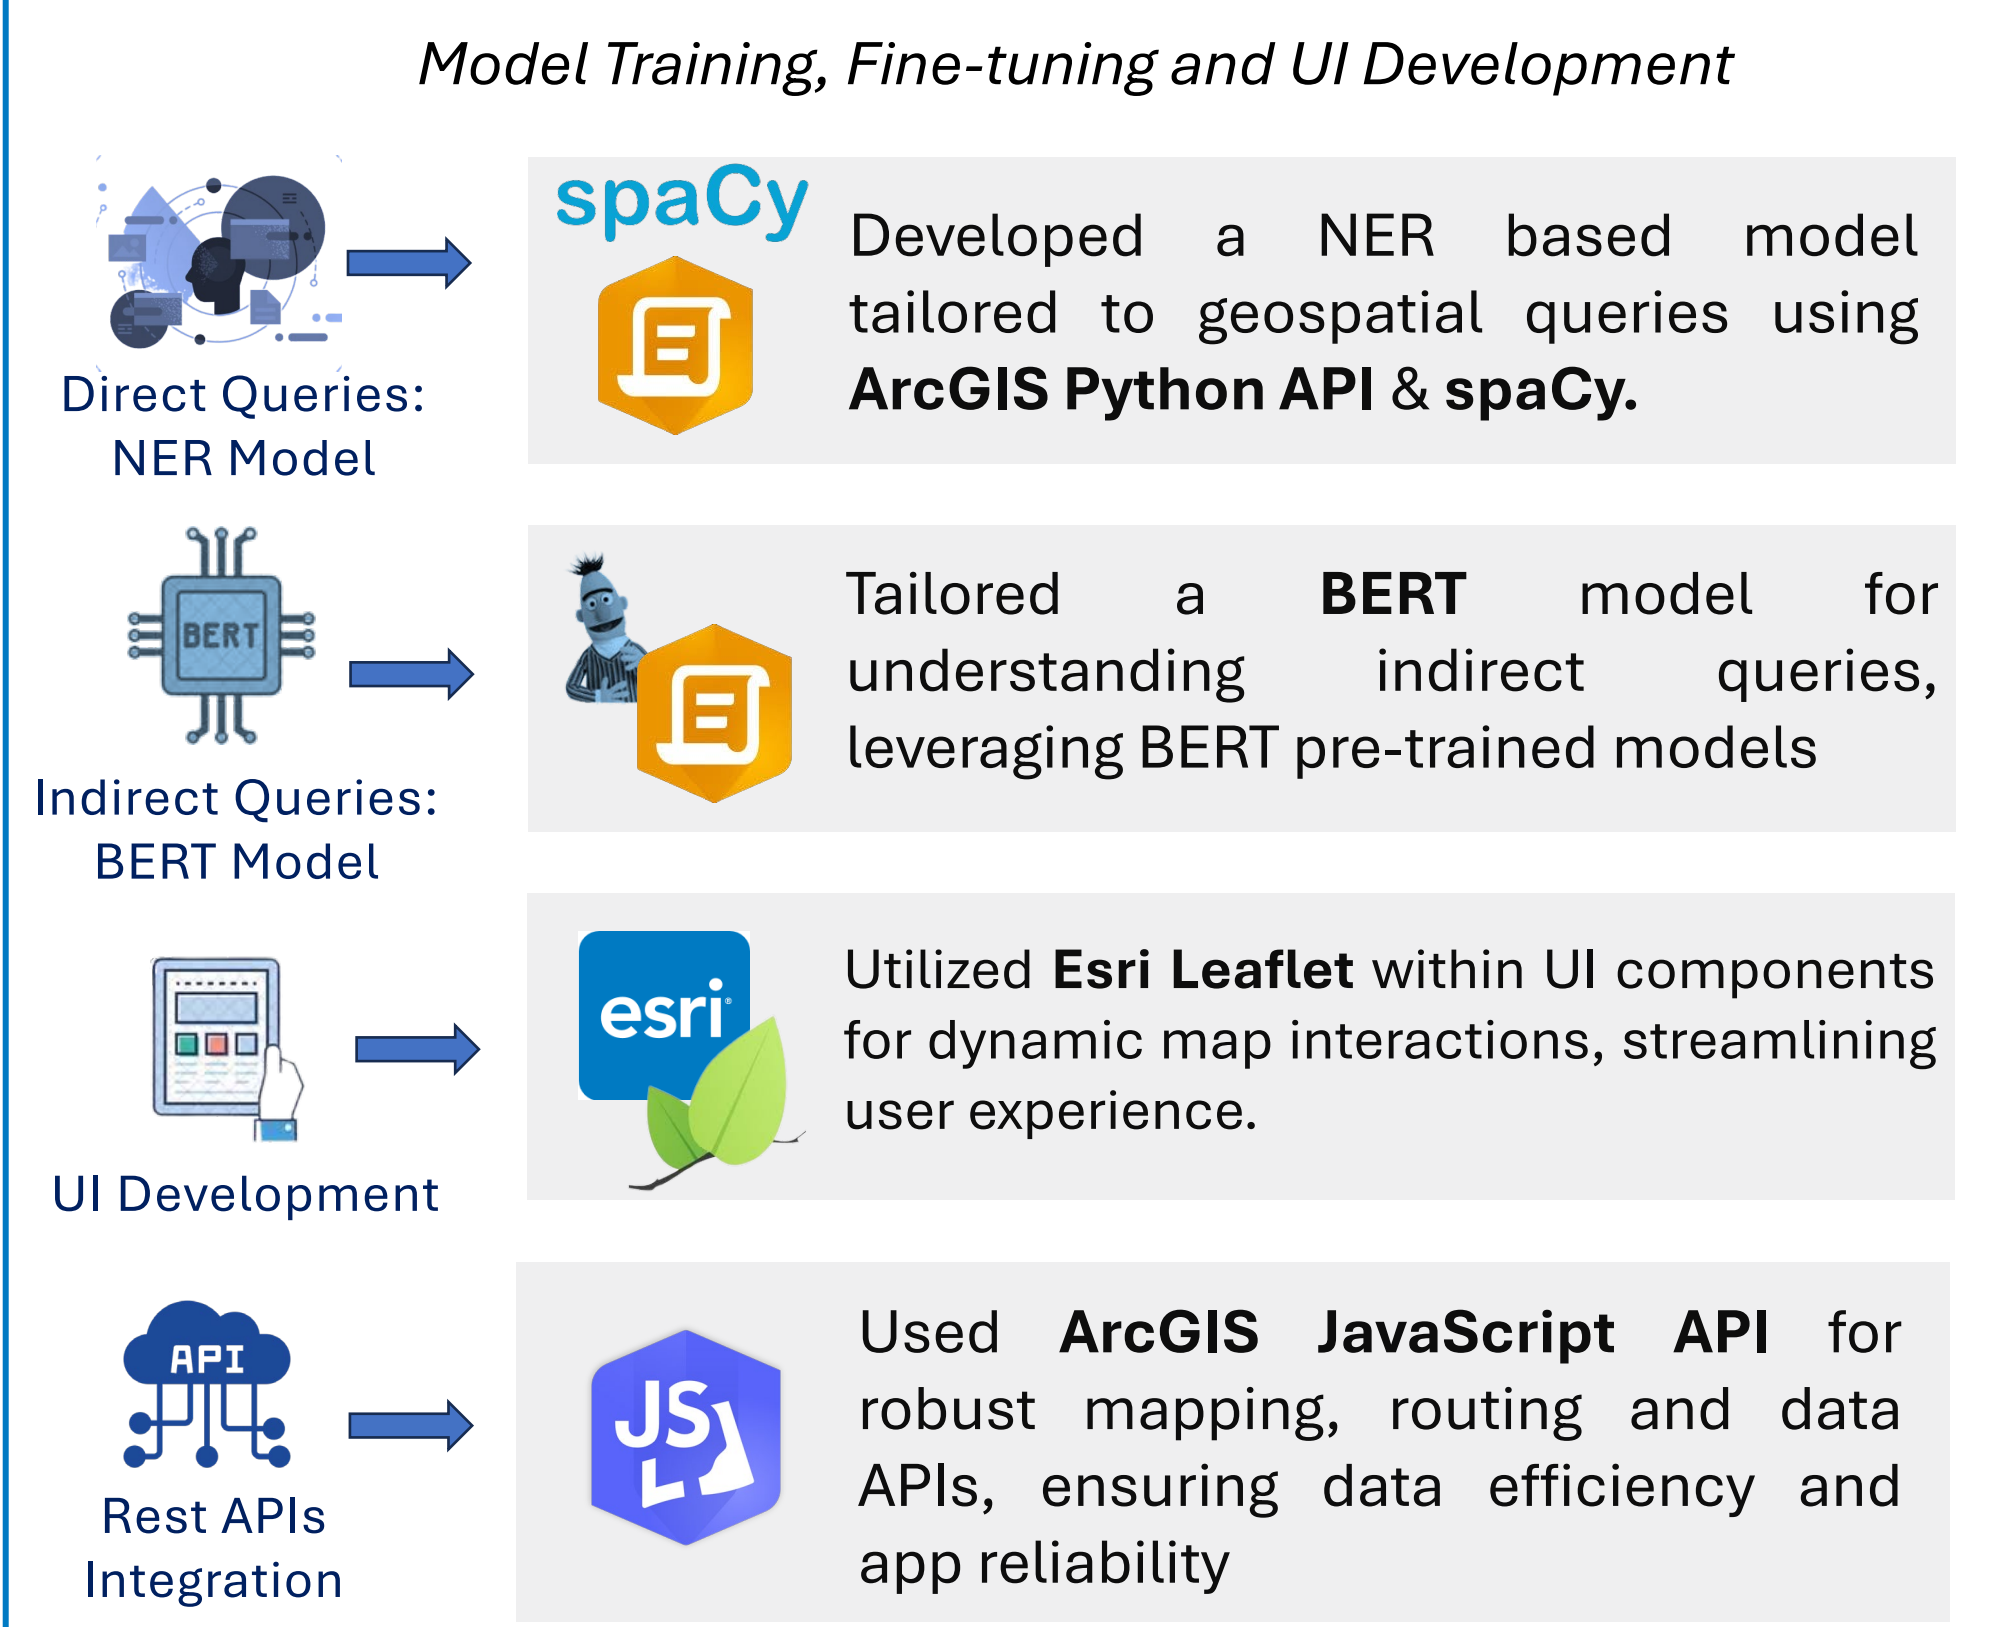 Model Training, Fine-tuning and UI Development
spaCy
Developed a NER based model
tailored to geospatial queries using
ArcGIS Python API & spaCy.
Direct Queries:
NER Model
BERT
Tailored a BERT model for
understanding indirect queries,
leveraging BERT pre-trained models
Indirect Queries:
BERT Model
esri
Utilized Esri Leaflet within UI components
for dynamic map interactions, streamlining
user experience.
UI Development
API
JS
Used ArcGIS JavaScript API for
robust mapping, routing and data
APIs, ensuring data efficiency and
app reliability
Rest APIs
Integration